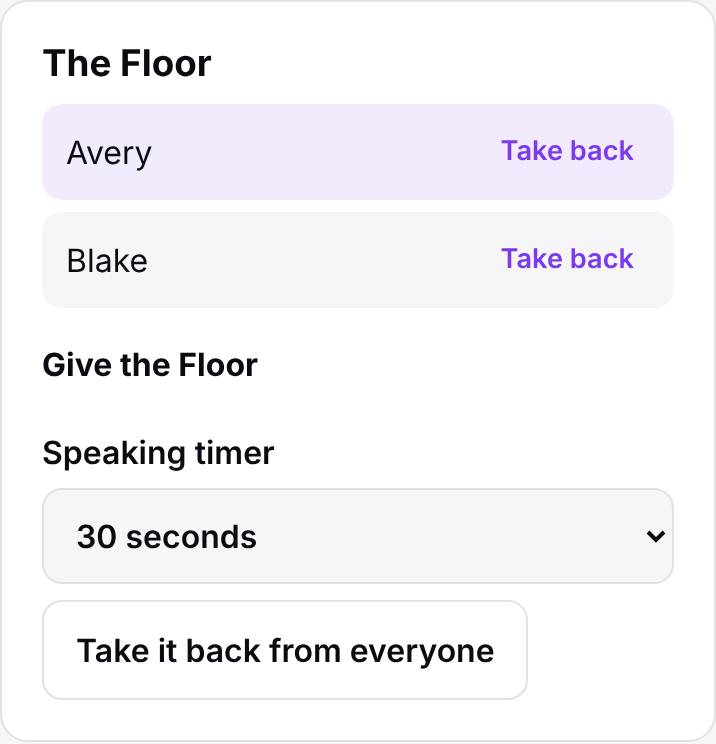 The Floor
Avery Take back
Blake Take back
Give the Floor
Speaking timer
30 seconds
Take it back from everyone